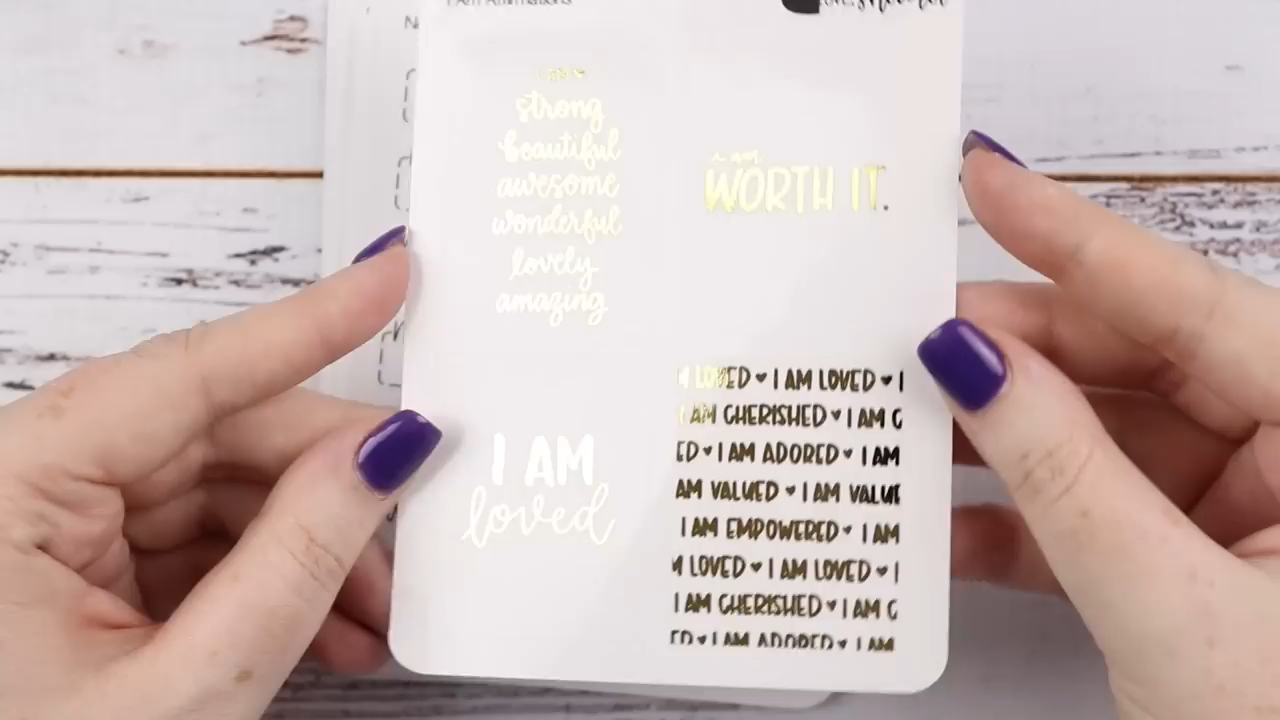 I Am Affirmations
i am
strong
beautiful
awesome
wonderful
lovely
amazing
i am
WORTH IT.
I AM
loved
M LOVED ♥ I AM LOVED ♥ I
I AM CHERISHED ♥ I AM C
ED ♥ I AM ADORED ♥ I AM
AM VALUED ♥ I AM VALUE
I AM EMPOWERED ♥ I AM
M LOVED ♥ I AM LOVED ♥ I
I AM CHERISHED ♥ I AM C
ED ♥ I AM ADORED ♥ I AM